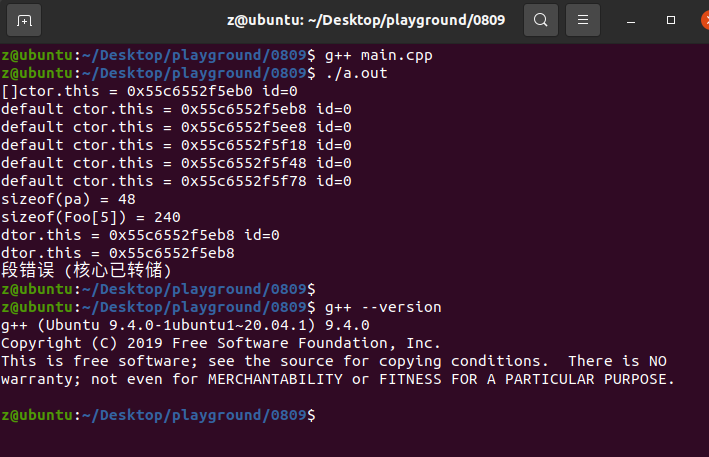 z@ubuntu: ~/Desktop/playground/0809
z@ubuntu:~/Desktop/playground/0809$ g++ main.cpp
z@ubuntu:~/Desktop/playground/0809$ ./a.out
[]ctor.this = 0x55c6552f5eb0 id=0
default ctor.this = 0x55c6552f5eb8 id=0
default ctor.this = 0x55c6552f5ee8 id=0
default ctor.this = 0x55c6552f5f18 id=0
default ctor.this = 0x55c6552f5f48 id=0
default ctor.this = 0x55c6552f5f78 id=0
sizeof(pa) = 48
sizeof(Foo[5]) = 240
dtor.this = 0x55c6552f5eb8 id=0
dtor.this = 0x55c6552f5eb8
段错误 (核心已转储)
z@ubuntu:~/Desktop/playground/0809$
z@ubuntu:~/Desktop/playground/0809$ g++ --version
g++ (Ubuntu 9.4.0-1ubuntu1~20.04.1) 9.4.0
Copyright (C) 2019 Free Software Foundation, Inc.
This is free software; see the source for copying conditions.  There is NO
warranty; not even for MERCHANTABILITY or FITNESS FOR A PARTICULAR PURPOSE.
z@ubuntu:~/Desktop/playground/0809$